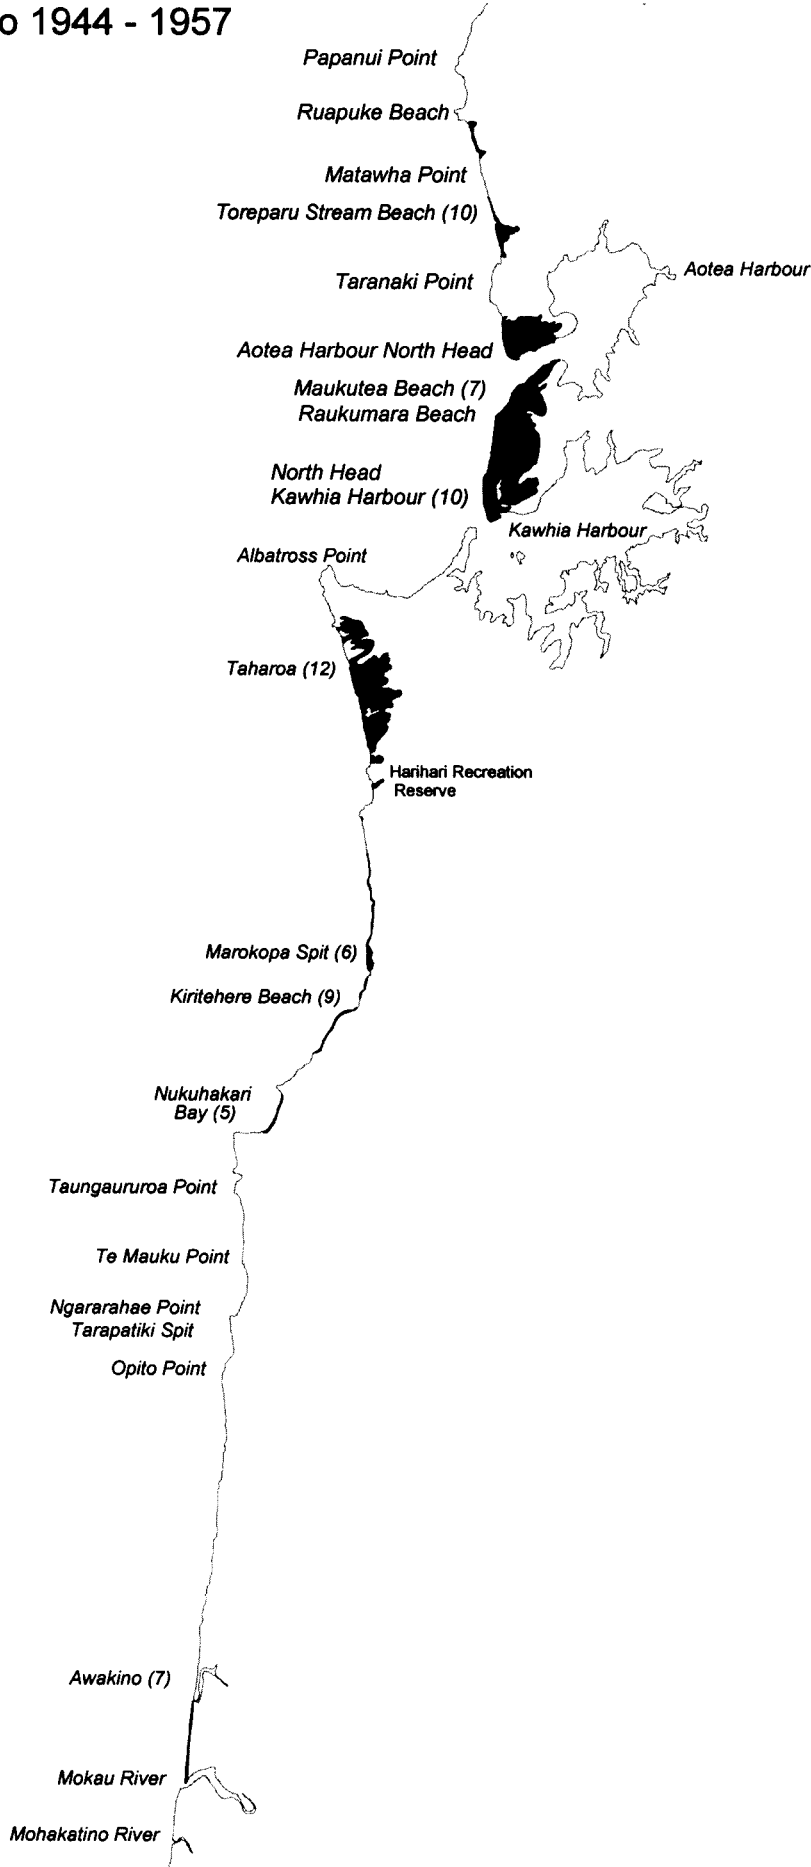 o 1944 - 1957
Papanui Point
Ruapuke Beach
Matawha Point
Toreparu Stream Beach (10)
Aotea Harbour
Taranaki Point
Aotea Harbour North Head
Maukutea Beach (7)
Raukumara Beach
North Head
Kawhia Harbour (10)
Kawhia Harbour
Albatross Point
Taharoa (12)
Harihari Recreation
Reserve
Marokopa Spit (6)
Kiritehere Beach (9)
Nukuhakari
Bay (5)
Taungaururoa Point
Te Mauku Point
Ngararahae Point
Tarapatiki Spit
Opito Point
Awakino (7)
Mokau River
Mohakatino River